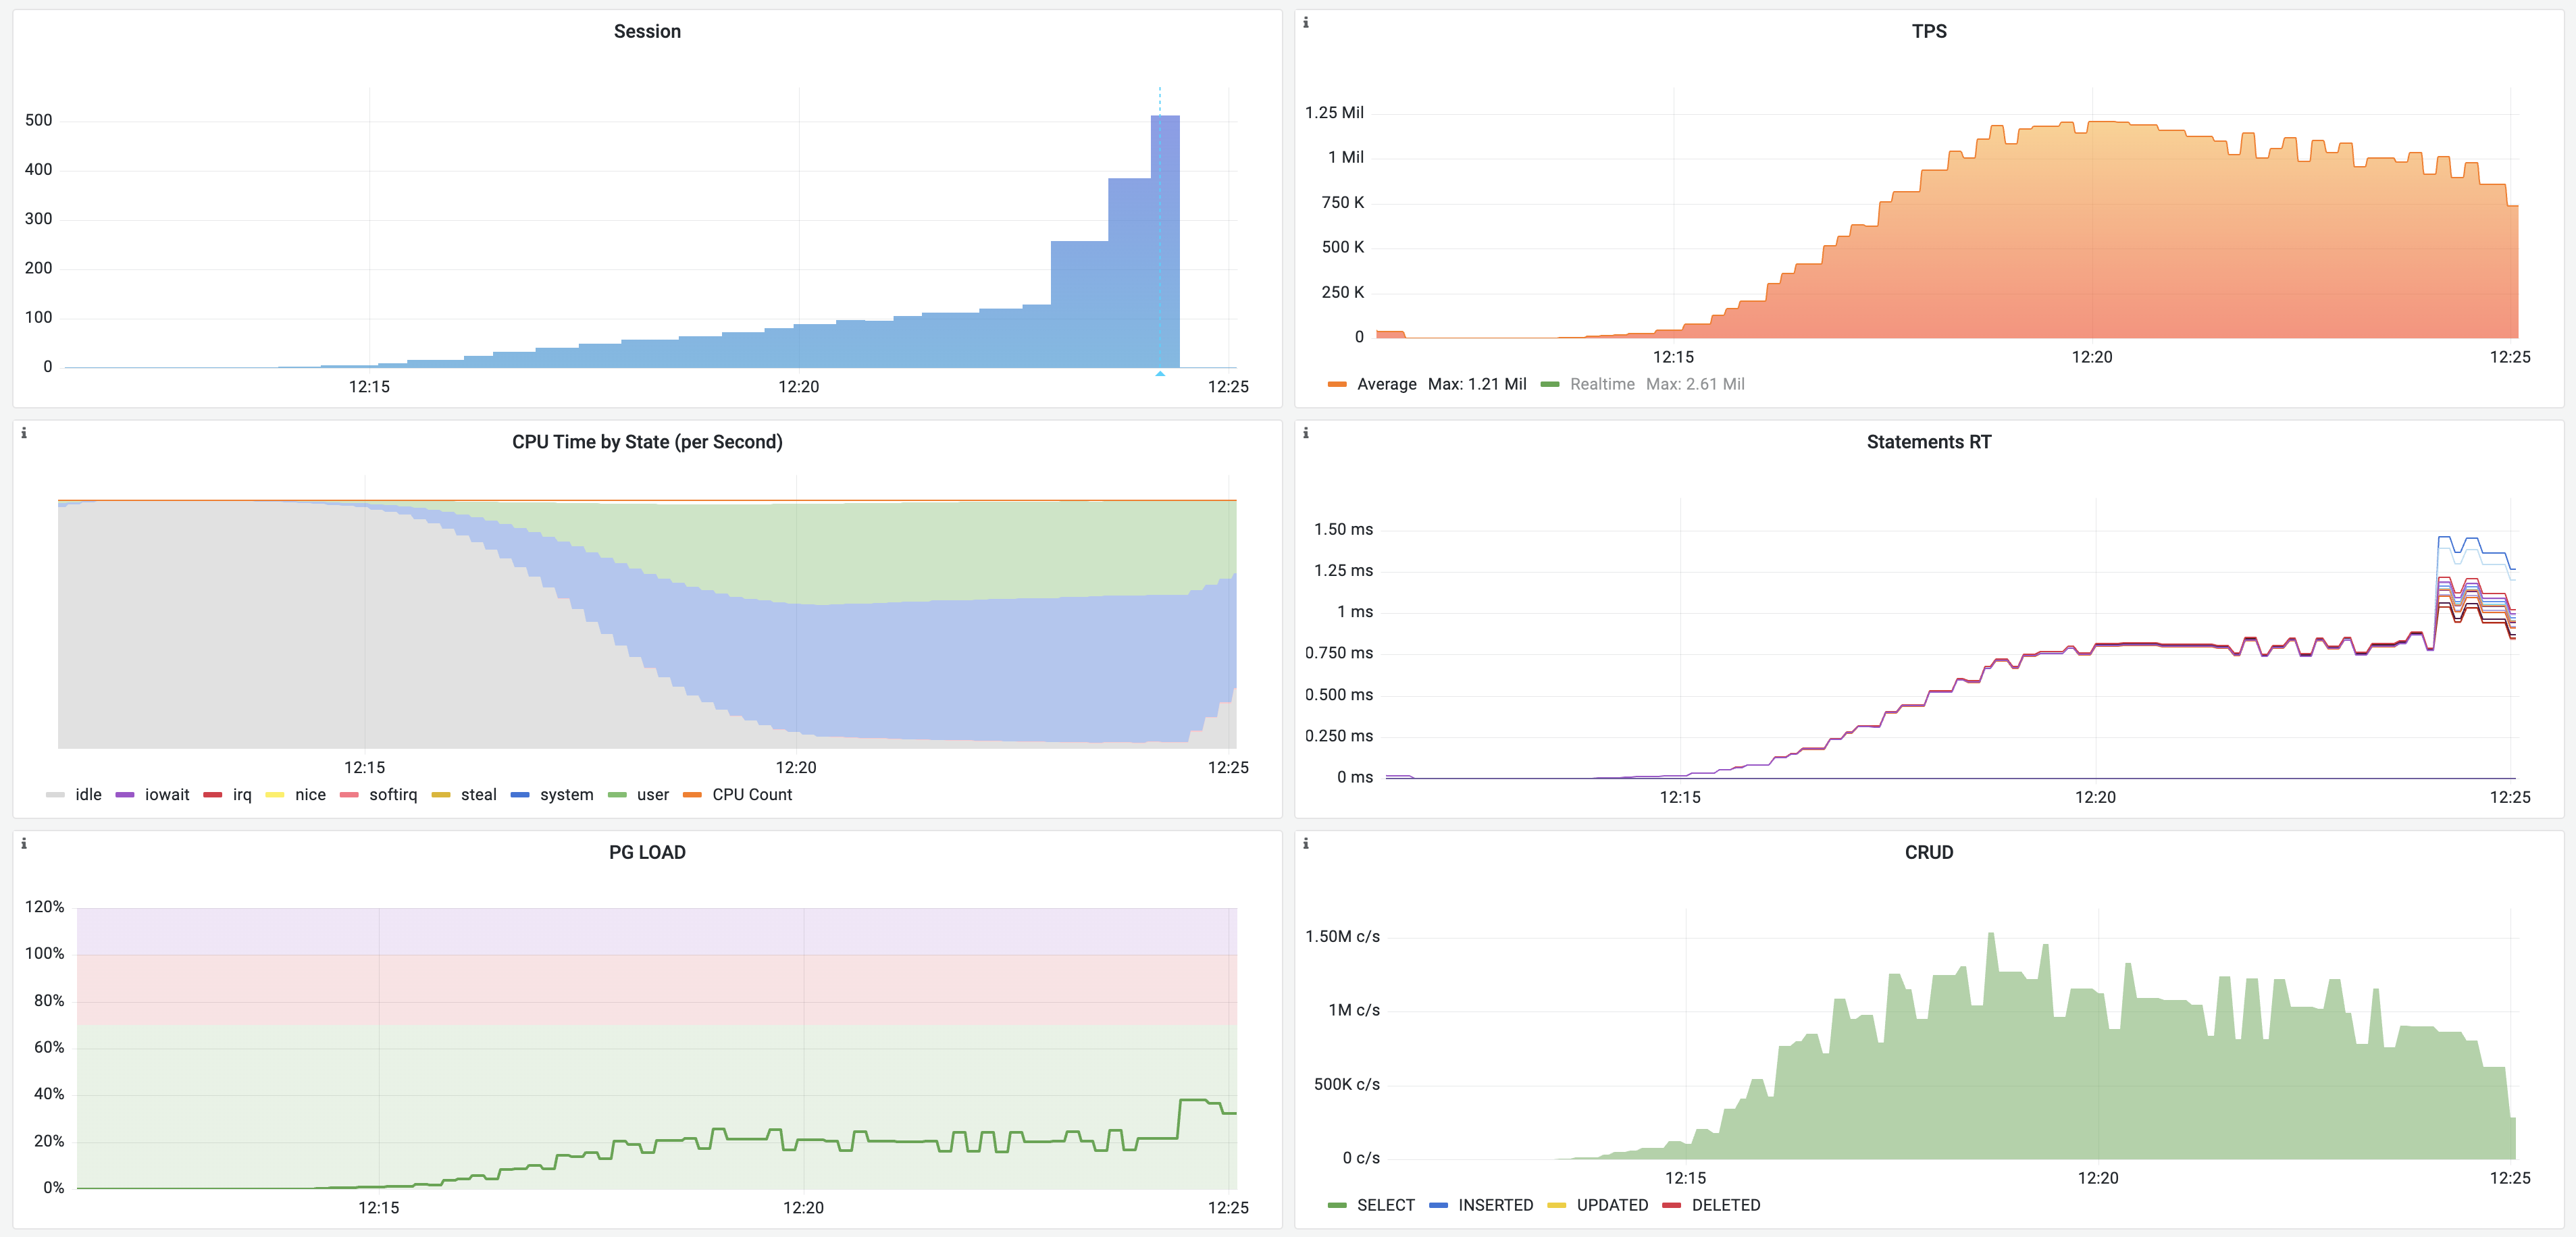 Session
500
400
300
200
100
0
12:15 12:20 12:25
i
TPS
1.25 Mil
1 Mil
750 K
500 K
250 K
0
12:15 12:20 12:25
Average Max: 1.21 Mil Realtime Max: 2.61 Mil
i
CPU Time by State (per Second)
12:15 12:20 12:25
idle iowait irq nice softirq steal system user CPU Count
i
Statements RT
1.50 ms
1.25 ms
1 ms
0.750 ms
0.500 ms
0.250 ms
0 ms
12:15 12:20 12:25
i
PG LOAD
120%
100%
80%
60%
40%
20%
0%
12:15 12:20 12:25
i
CRUD
1.50M c/s
1M c/s
500K c/s
0 c/s
12:15 12:20 12:25
SELECT INSERTED UPDATED DELETED